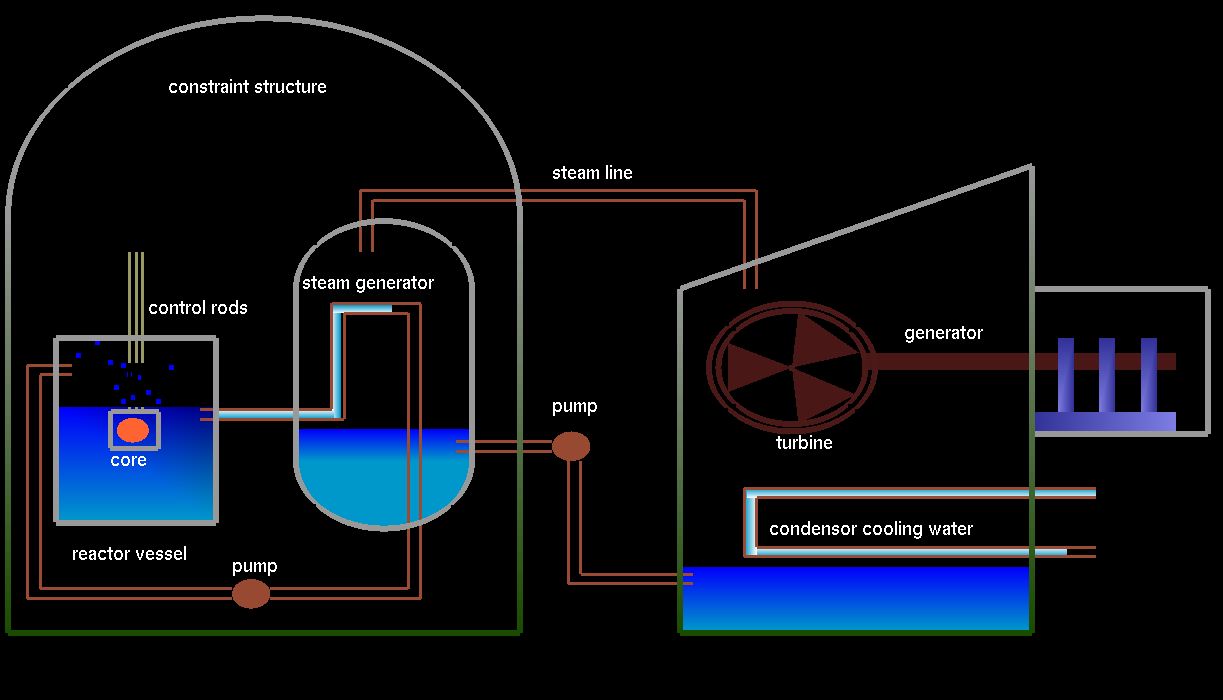 constraint structure
steam line
steam generator
control rods
generator
pump
turbine
core
condensor cooling water
reactor vessel
pump